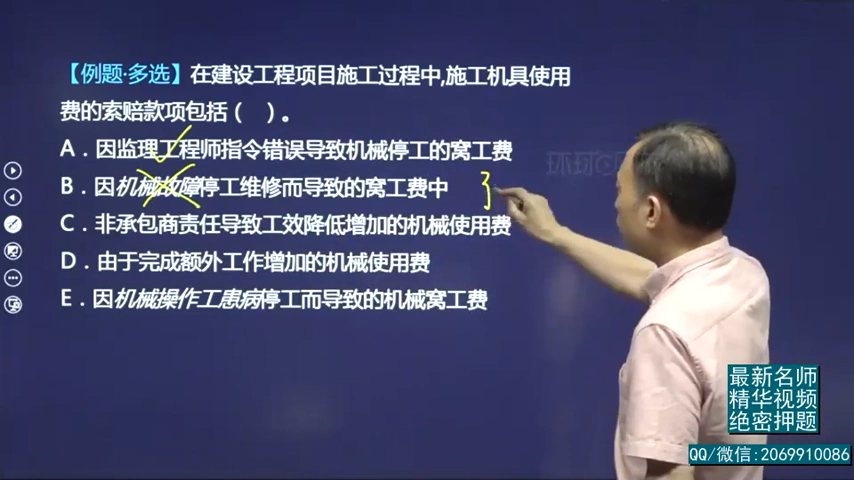 【例题·多选】在建设工程项目施工过程中,施工机具使用
费的索赔款项包括（　）。
A．因监理工程师指令错误导致机械停工的窝工费
B．因机械故障停工维修而导致的窝工费中
C．非承包商责任导致工效降低增加的机械使用费
D．由于完成额外工作增加的机械使用费
E．因机械操作工患病停工而导致的机械窝工费
最新名师
精华视频
绝密押题
QQ/微信:2069910086